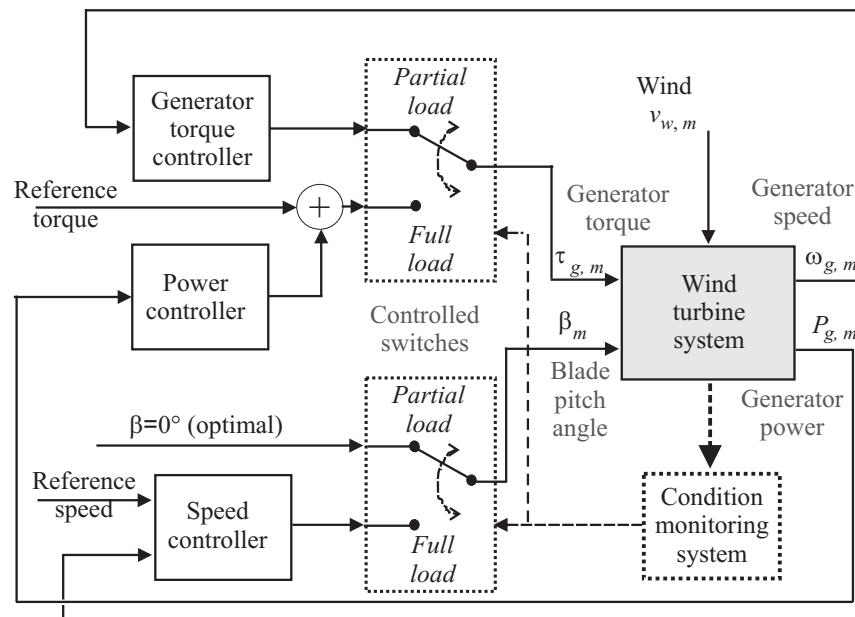 Generator
torque
controller
Partial
load
Full
load
Wind
v_{w, m}
Reference
torque
+
Power
controller
Controlled
switches
Generator
torque
τ_{g, m}
β_m
Blade
pitch
angle
Wind
turbine
system
Generator
speed
ω_{g, m}
P_{g, m}
Generator
power
β=0° (optimal)
Partial
load
Full
load
Reference
speed
Speed
controller
Condition
monitoring
system